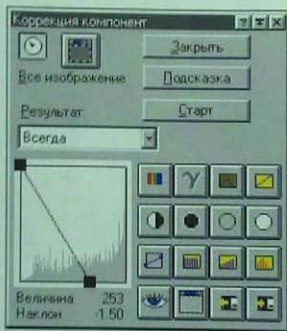 Коррекция компонент
Закрыть
Все изображение
Подсказка
Результат
Старт
Всегда
Величина 253
Наклон -1.50